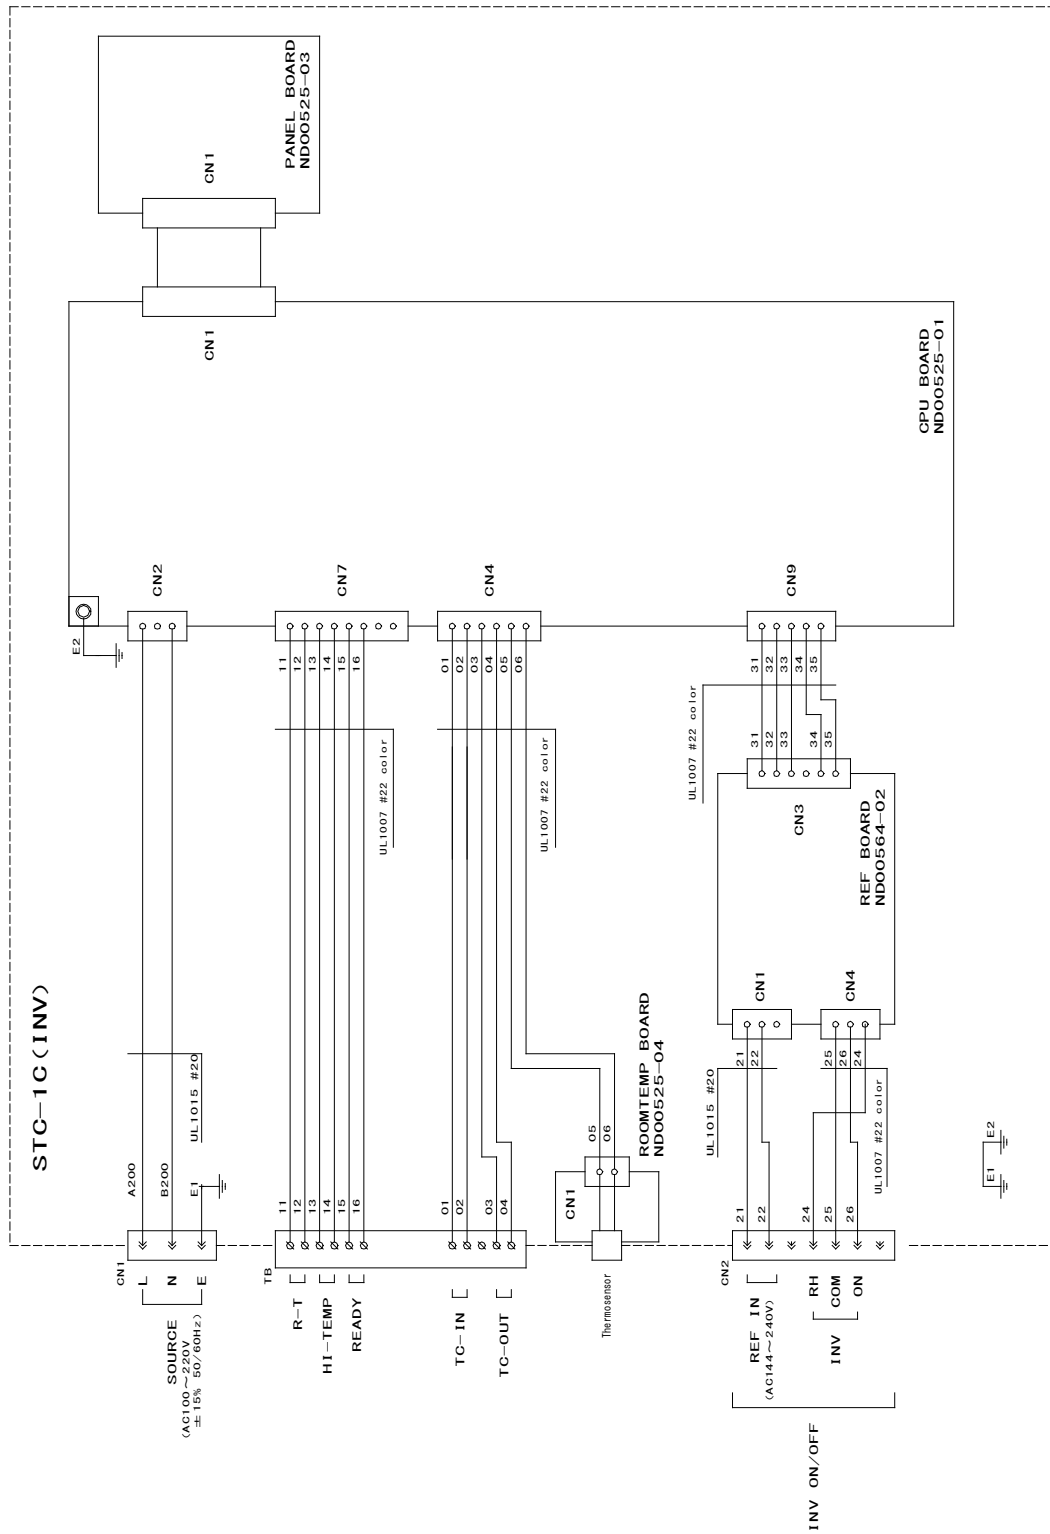 STC-1C(INV)
CN1
L
N
E
SOURCE
(AC100～220V
±15% 50/60Hz)
A200
B200
E1
UL1015 #20
E2
CN2
TB
R-T
HI-TEMP
READY
TC-IN
TC-OUT
11
12
13
14
15
16
UL1007 #22 color
11
12
13
14
15
16
CN7
01
02
03
04
UL1007 #22 color
01
02
03
04
05
06
CN4
Thermosensor
CN1
05
06
ROOMTEMP BOARD
ND00525-04
INV ON/OFF
REF IN
(AC144～240V)
INV
RH
COM
ON
CN2
21
22
24
25
26
UL1015 #20
UL1007 #22 color
21
22
25
26
24
CN1
CN4
REF BOARD
ND00564-02
CN3
31
32
33
34
35
UL1007 #22 color
31
32
33
34
35
CN9
CPU BOARD
ND00525-01
CN1
CN1
PANEL BOARD
ND00525-03
E1
E2